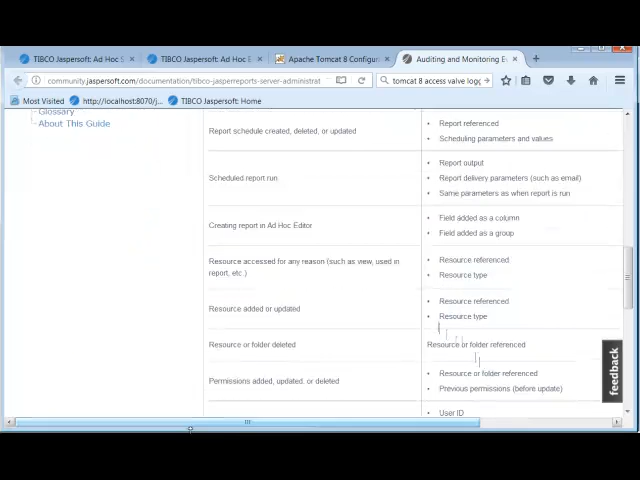 TIBCO Jaspersoft: Ad Hoc S
TIBCO Jaspersoft: Ad Hoc E
Apache Tomcat 8 Configur
Auditing and Monitoring Ev
community.jaspersoft.com/documentation/tibco-jasperreports-server-administrat
tomcat 8 access valve logg
Most Visited
http://localhost:8070/j...
TIBCO Jaspersoft: Home
Glossary
About This Guide
Report schedule created, deleted, or updated
• Report referenced
• Scheduling parameters and values
Scheduled report run
• Report output
• Report delivery parameters (such as email)
• Same parameters as when report is run
Creating report in Ad Hoc Editor
• Field added as a column
• Field added as a group
Resource accessed for any reason (such as view, used in
report, etc.)
• Resource referenced
• Resource type
Resource added or updated
• Resource referenced
• Resource type
Resource or folder deleted
Resource or folder referenced
Permissions added, updated, or deleted
• Resource or folder referenced
• Previous permissions (before update)
• User ID
feedback